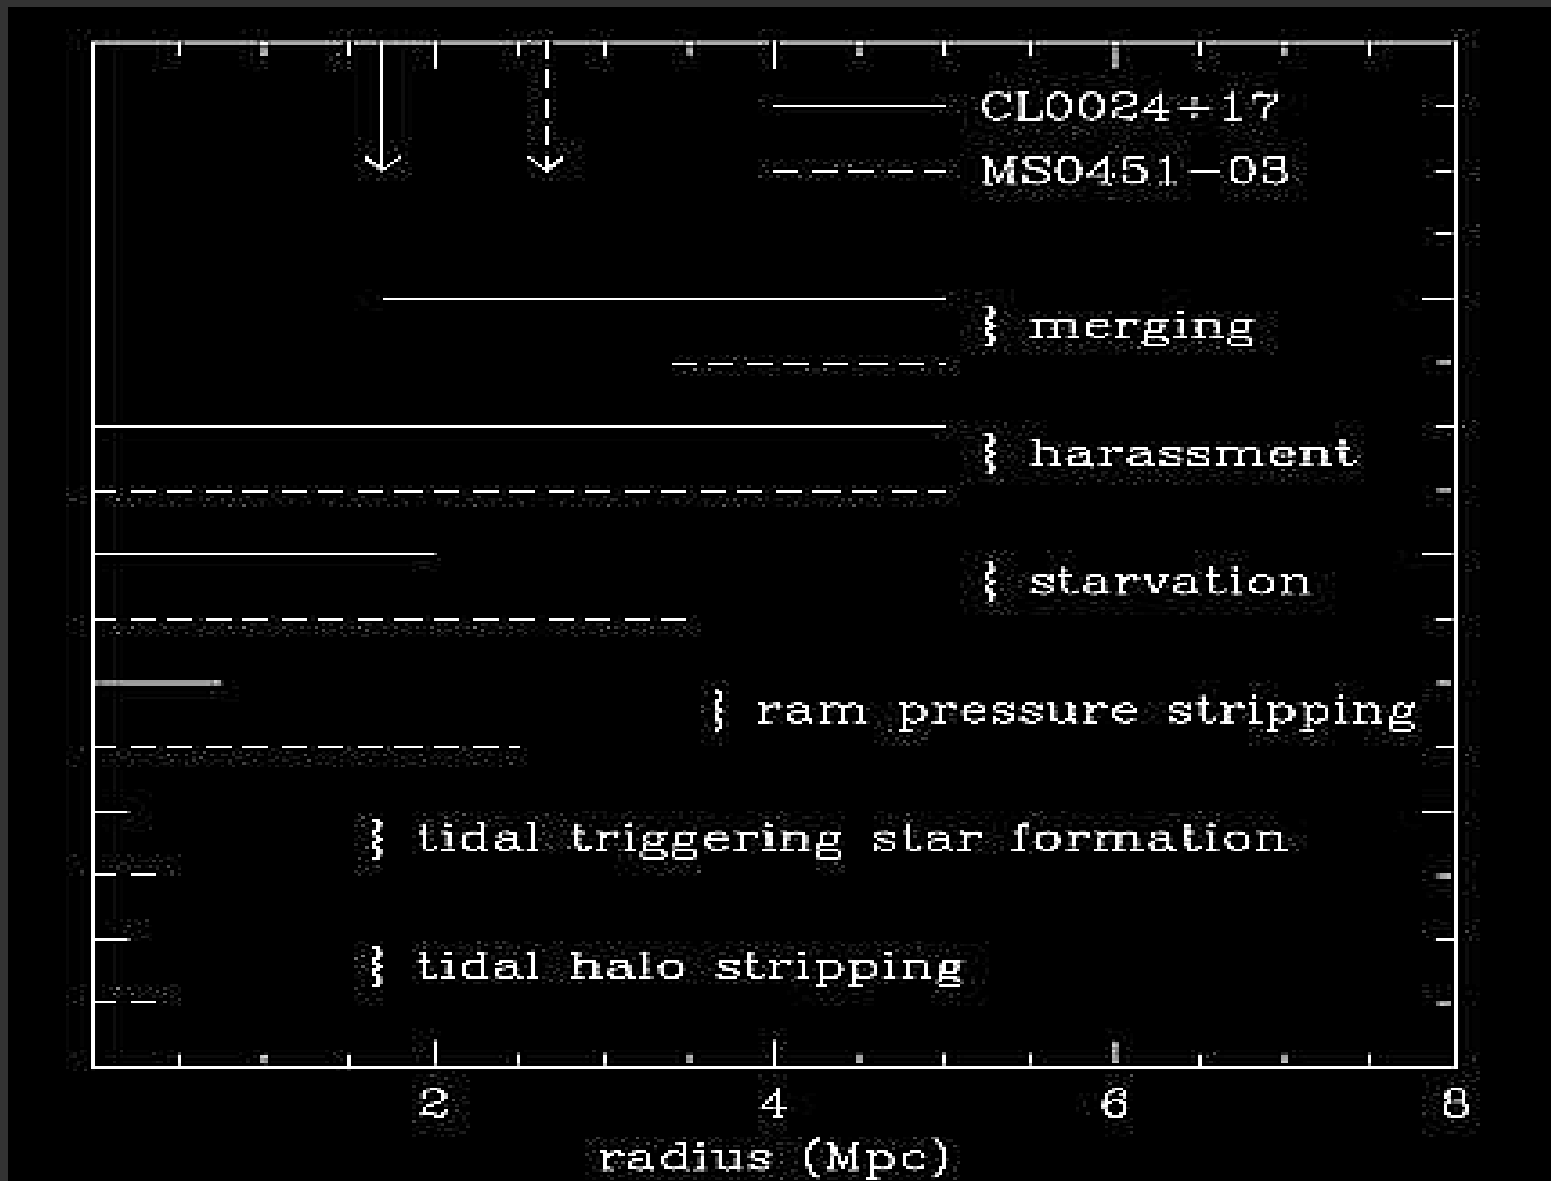 CL0024+17
MS0451-03
} merging
} harassment
} starvation
} ram pressure stripping
} tidal triggering star formation
} tidal halo stripping
2 4 6 8
radius (Mpc)